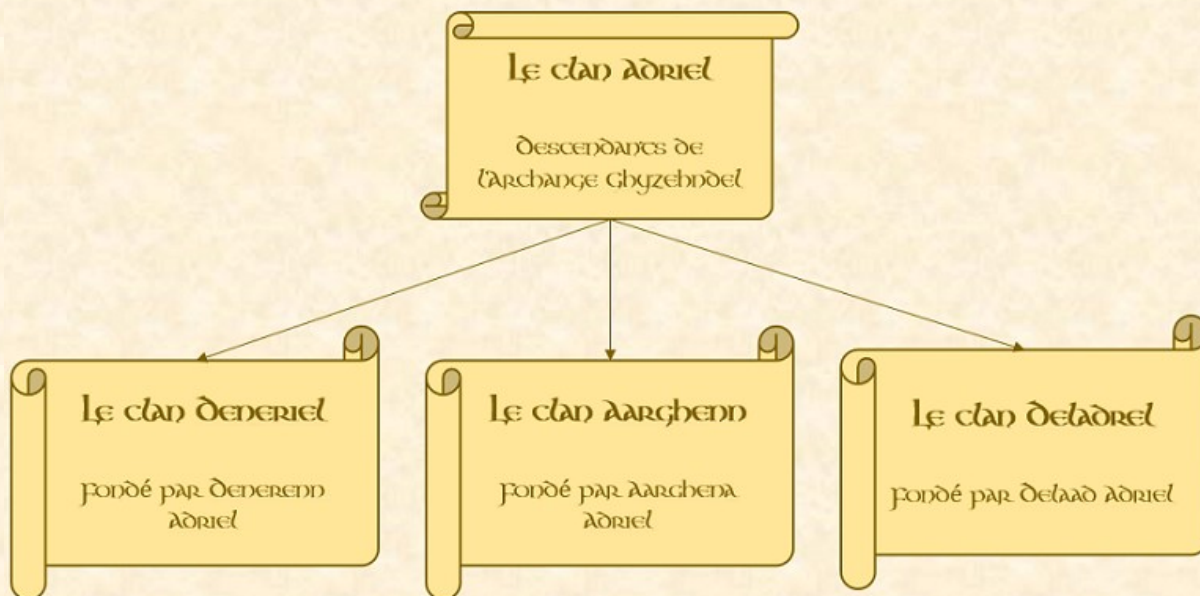 Le clan Adriel
Descendants de
l'Archange Ghyzehndel
Le clan Deneriel
Fondé par Denerenn
Adriel
Le clan Aarghenn
Fondé par Aarghena
Adriel
Le clan Deladrel
Fondé par Delaad Adriel